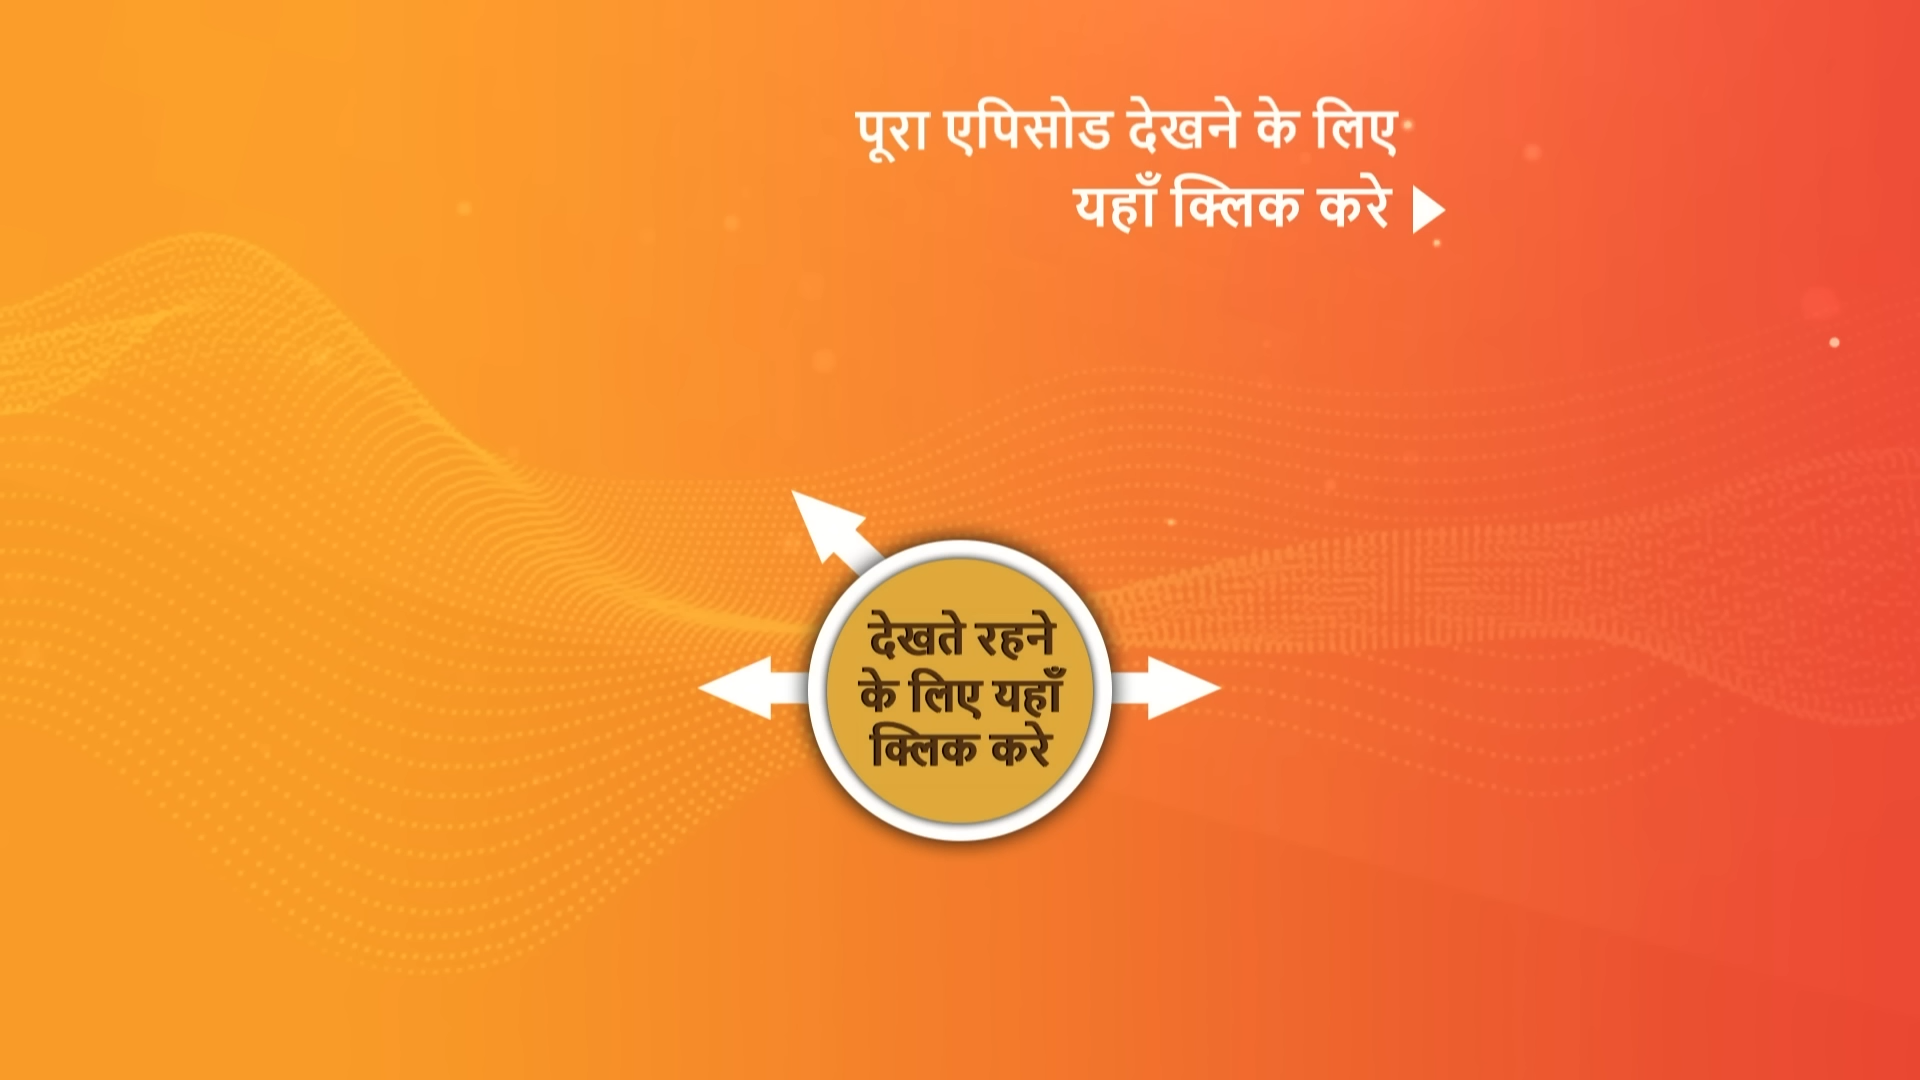 पूरा एपिसोड देखने के लिए
यहाँ क्लिक करे
देखते रहने
के लिए यहाँ
क्लिक करे